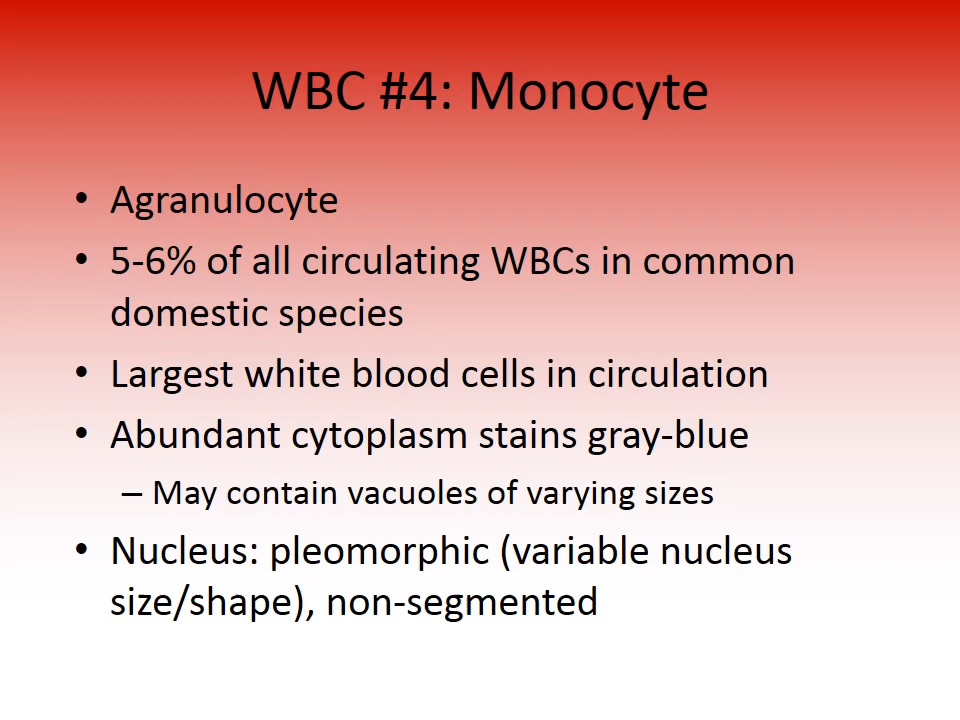 WBC #4: Monocyte
• Agranulocyte
• 5-6% of all circulating WBCs in common
domestic species
• Largest white blood cells in circulation
• Abundant cytoplasm stains gray-blue
– May contain vacuoles of varying sizes
• Nucleus: pleomorphic (variable nucleus
size/shape), non-segmented